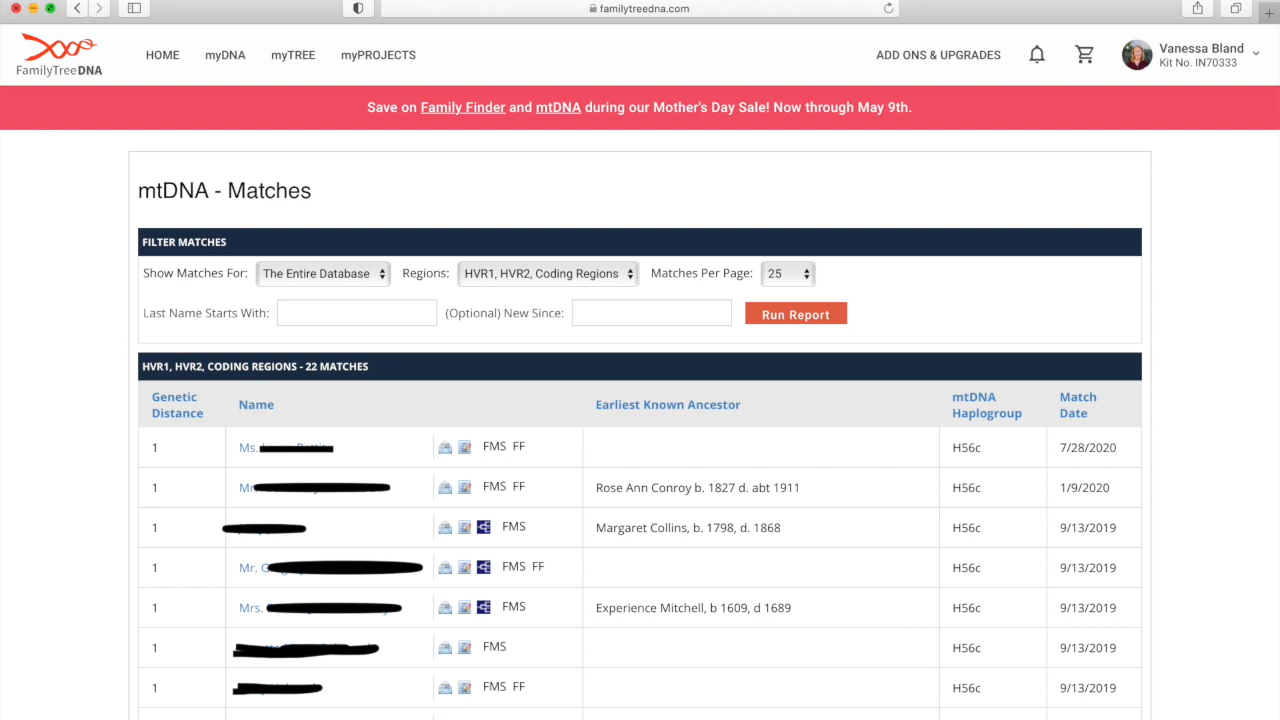 familytreedna.com
FamilyTreeDNA
HOME myDNA myTREE myPROJECTS ADD ONS & UPGRADES
Vanessa Bland
Kit No. IN70333
Save on Family Finder and mtDNA during our Mother's Day Sale! Now through May 9th.
mtDNA - Matches
FILTER MATCHES
Show Matches For: The Entire Database Regions: HVR1, HVR2, Coding Regions Matches Per Page: 25
Last Name Starts With: (Optional) New Since: Run Report
HVR1, HVR2, CODING REGIONS - 22 MATCHES
Genetic Distance Name Earliest Known Ancestor mtDNA Haplogroup Match Date
1 Ms. FMS FF H56c 7/28/2020
1 FMS FF Rose Ann Conroy b. 1827 d. abt 1911 H56c 1/9/2020
1 FMS Margaret Collins, b. 1798, d. 1868 H56c 9/13/2019
1 Mr. FMS FF H56c 9/13/2019
1 Mrs. FMS Experience Mitchell, b 1609, d 1689 H56c 9/13/2019
1 FMS H56c 9/13/2019
1 FMS FF H56c 9/13/2019